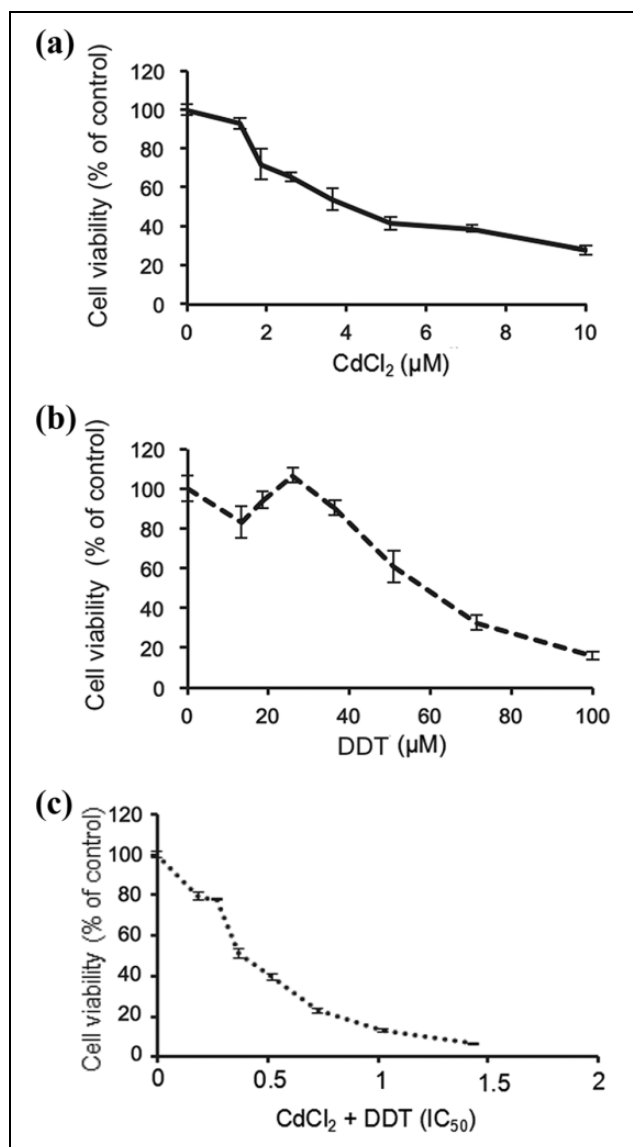 (a)
Cell viability (% of control)
120
100
80
60
40
20
0
0 2 4 6 8 10
CdCl₂ (µM)
(b)
Cell viability (% of control)
120
100
80
60
40
20
0
0 20 40 60 80 100
DDT (µM)
(c)
Cell viability (% of control)
120
100
80
60
40
20
0
0 0.5 1 1.5 2
CdCl₂ + DDT (IC₅₀)